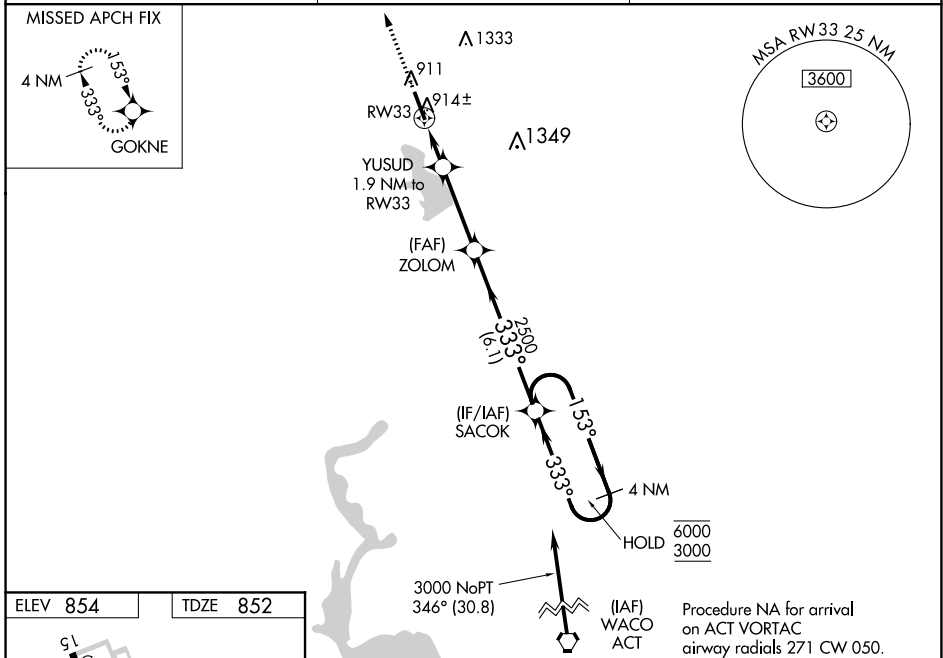 MISSED APCH FIX
4 NM
153°
333°
GOKNE
1333
911
914±
RW33
1349
YUSUD
1.9 NM to
RW33
(FAF)
ZOLOM
2500
333°
(6.1)
(IF/IAF)
SACOK
153°
333°
4 NM
HOLD
6000
3000
3000 NoPT
346° (30.8)
(IAF)
WACO
ACT
Procedure NA for arrival
on ACT VORTAC
airway radials 271 CW 050.
MSA RW33 25 NM
3600
ELEV 854
TDZE 852
15